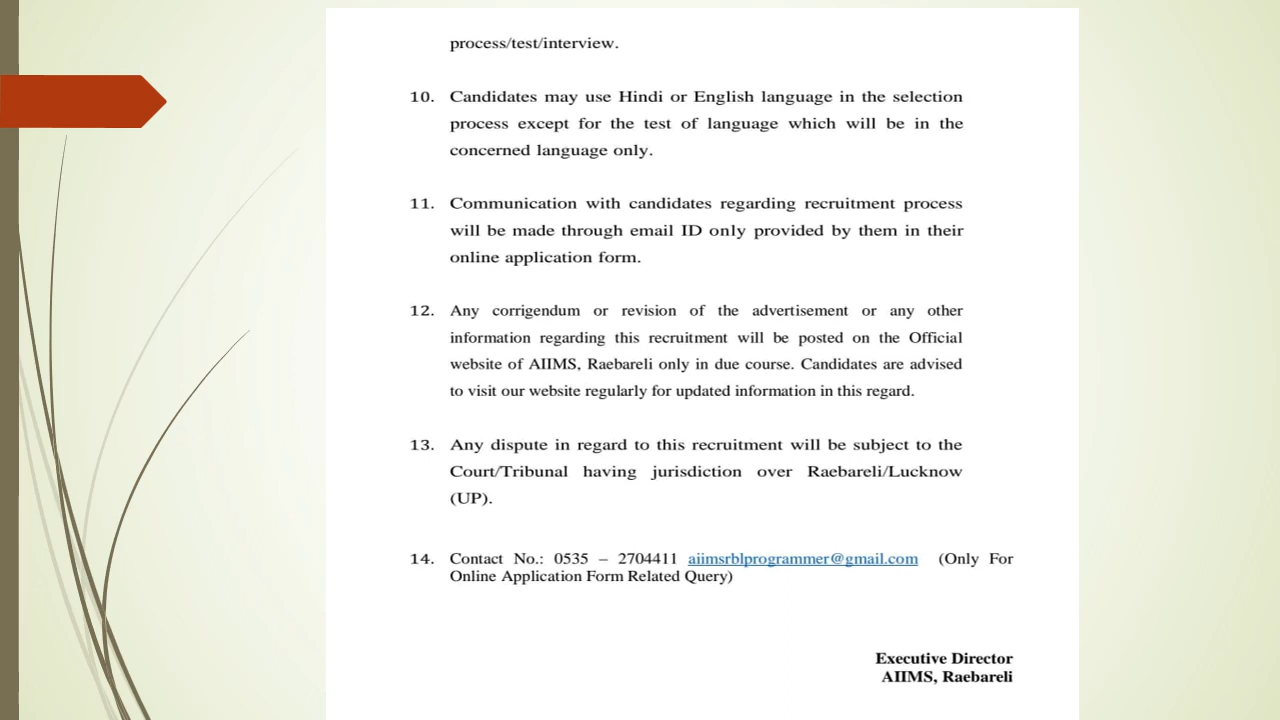 process/test/interview.
10. Candidates may use Hindi or English language in the selection
process except for the test of language which will be in the
concerned language only.
11. Communication with candidates regarding recruitment process
will be made through email ID only provided by them in their
online application form.
12. Any corrigendum or revision of the advertisement or any other
information regarding this recruitment will be posted on the Official
website of AIIMS, Raebareli only in due course. Candidates are advised
to visit our website regularly for updated information in this regard.
13. Any dispute in regard to this recruitment will be subject to the
Court/Tribunal having jurisdiction over Raebareli/Lucknow
(UP).
14. Contact No.: 0535 – 2704411 aiimsrblprogrammer@gmail.com (Only For
Online Application Form Related Query)
Executive Director
AIIMS, Raebareli